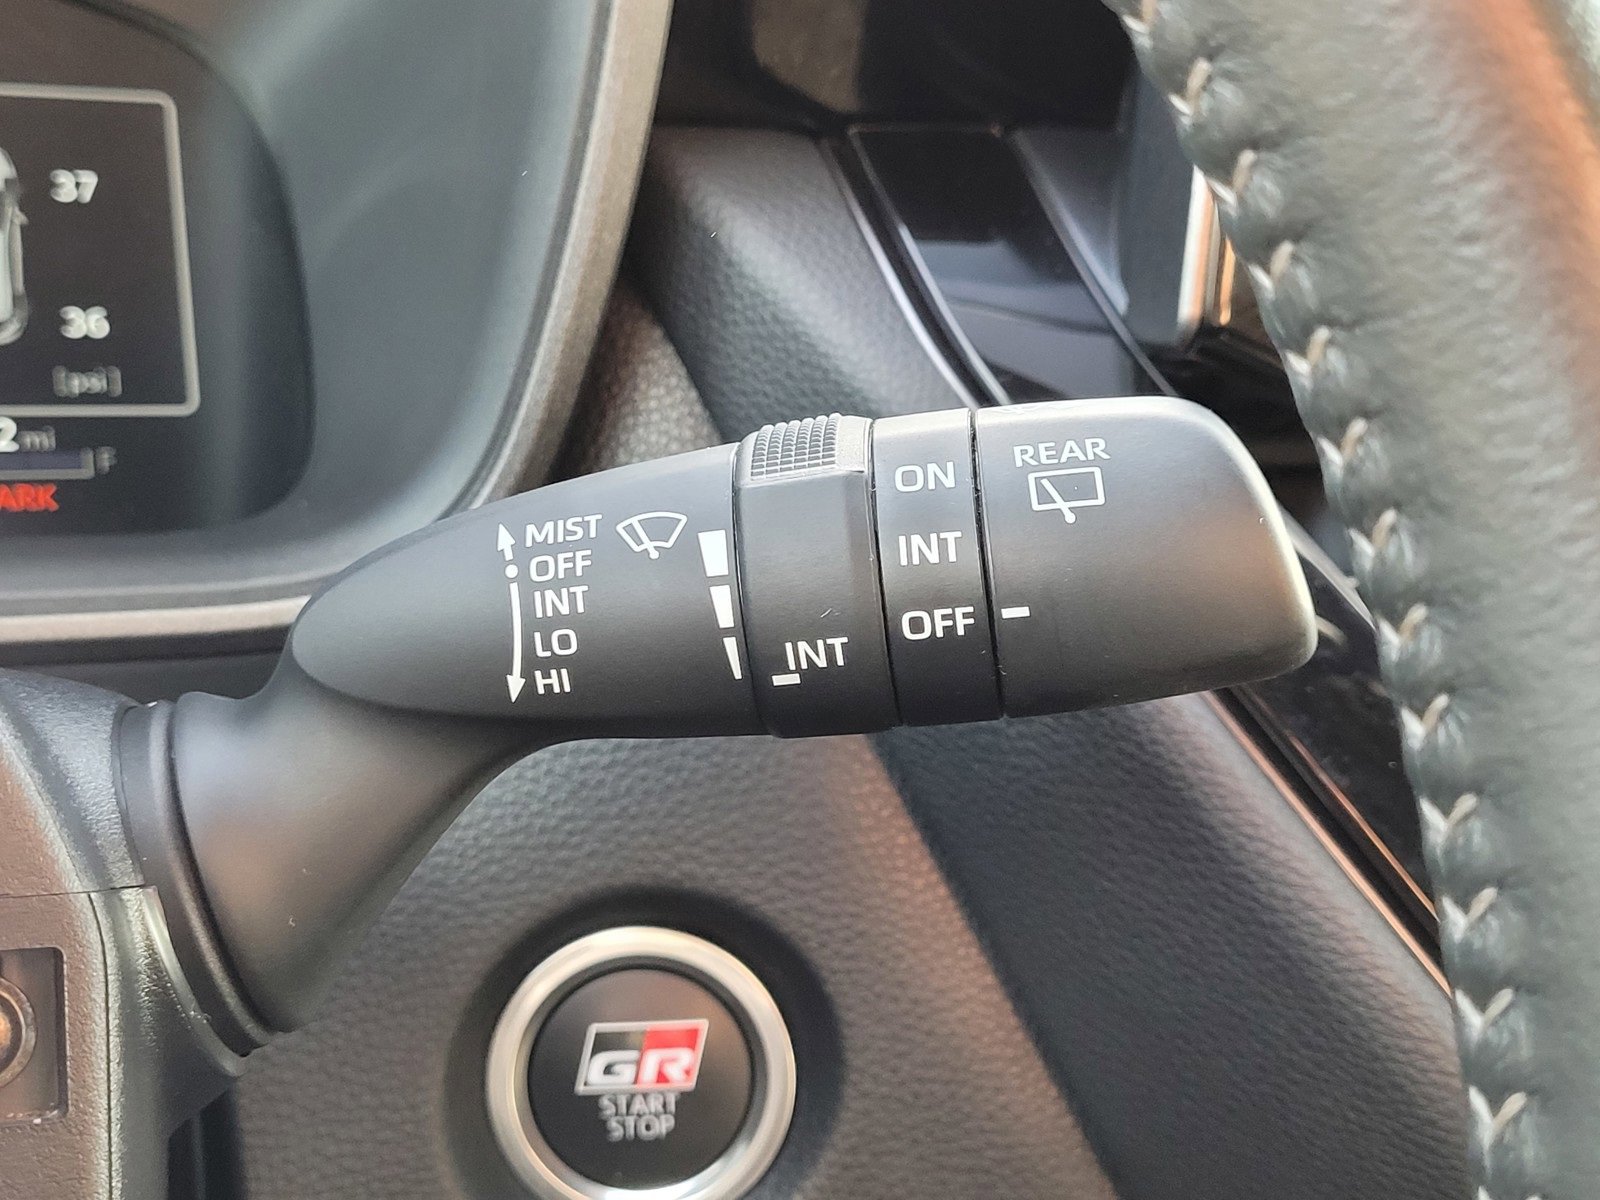 37
36
[psi]
2 mi
F
ARK
MIST
OFF
INT
LO
HI
INT
ON
INT
OFF
REAR
GR
START
STOP